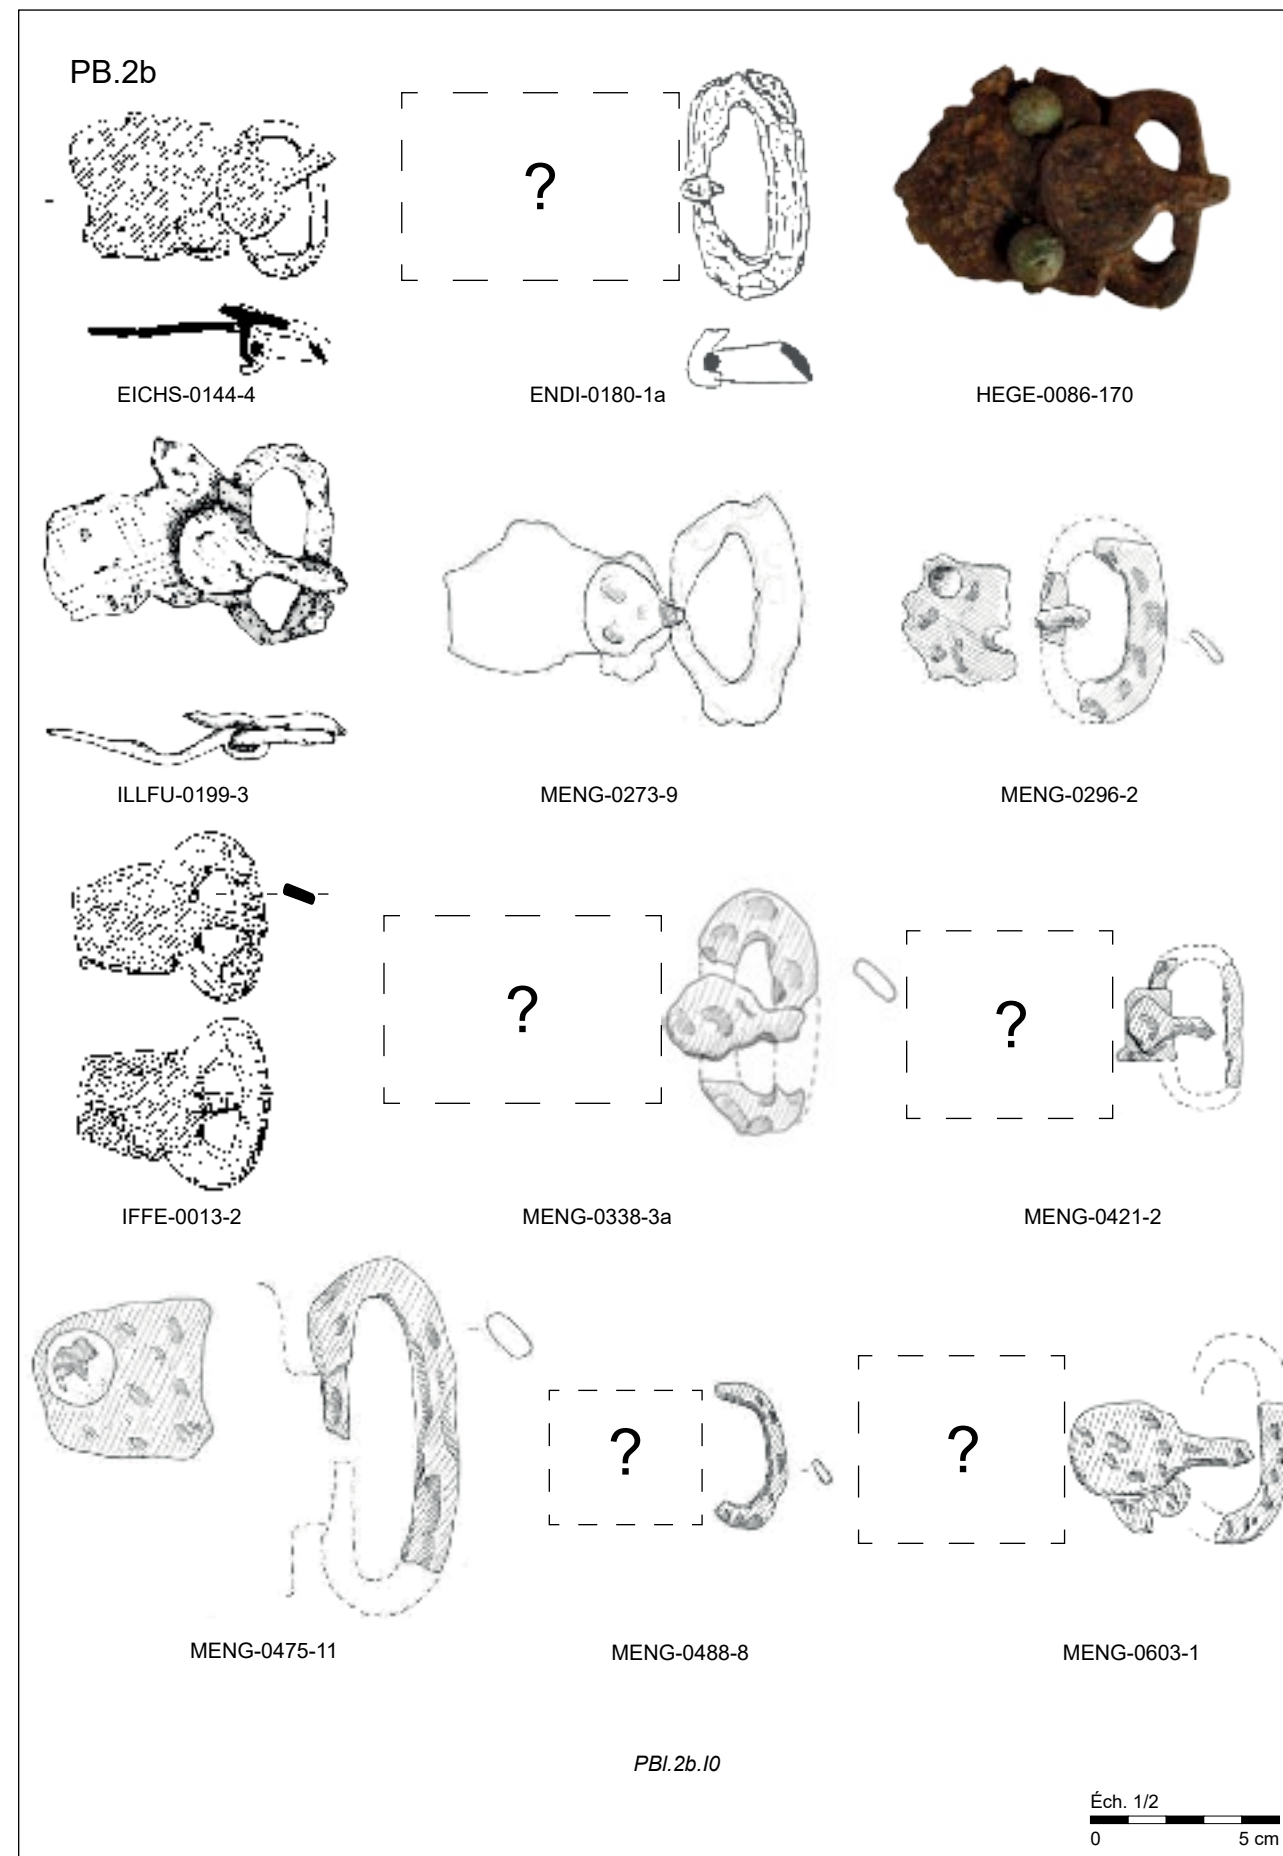 PB.2b
?
EICHS-0144-4
ENDI-0180-1a
HEGE-0086-170
ILLFU-0199-3
MENG-0273-9
MENG-0296-2
?
?
IFFE-0013-2
MENG-0338-3a
MENG-0421-2
?
?
MENG-0475-11
MENG-0488-8
MENG-0603-1
PBl.2b.l0
Éch. 1/2
0 5 cm